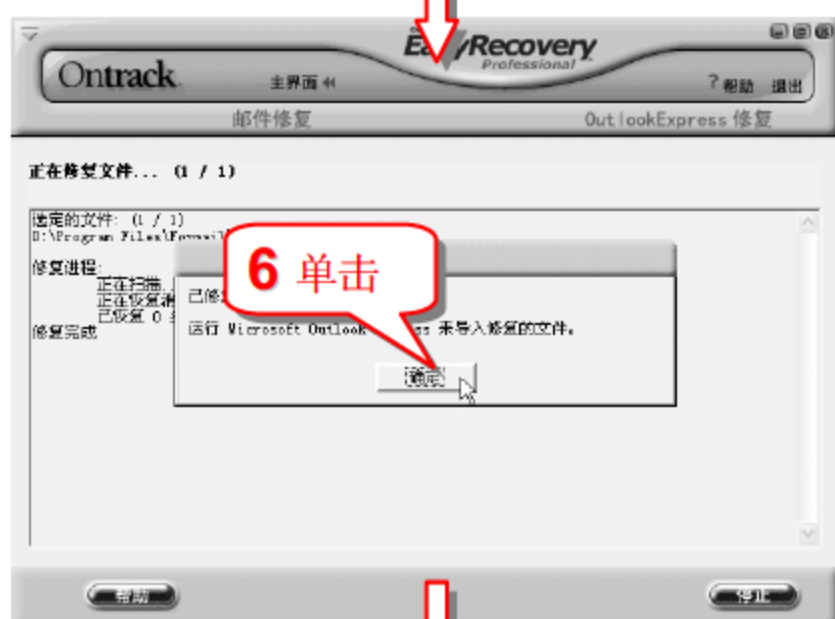 EasyRecovery
Professional
Ontrack
主界面
?帮助 退出
邮件修复
OutlookExpress 修复
正在修复文件... (1 / 1)
选定的文件: (1 / 1)
D:\Program Files\
修复进程:
正在扫描
正在恢复
已恢复 0
修复完成
6 单击
已修
运行 Microsoft Outlook ss 来导入修复的文件。
确定
帮助
停止